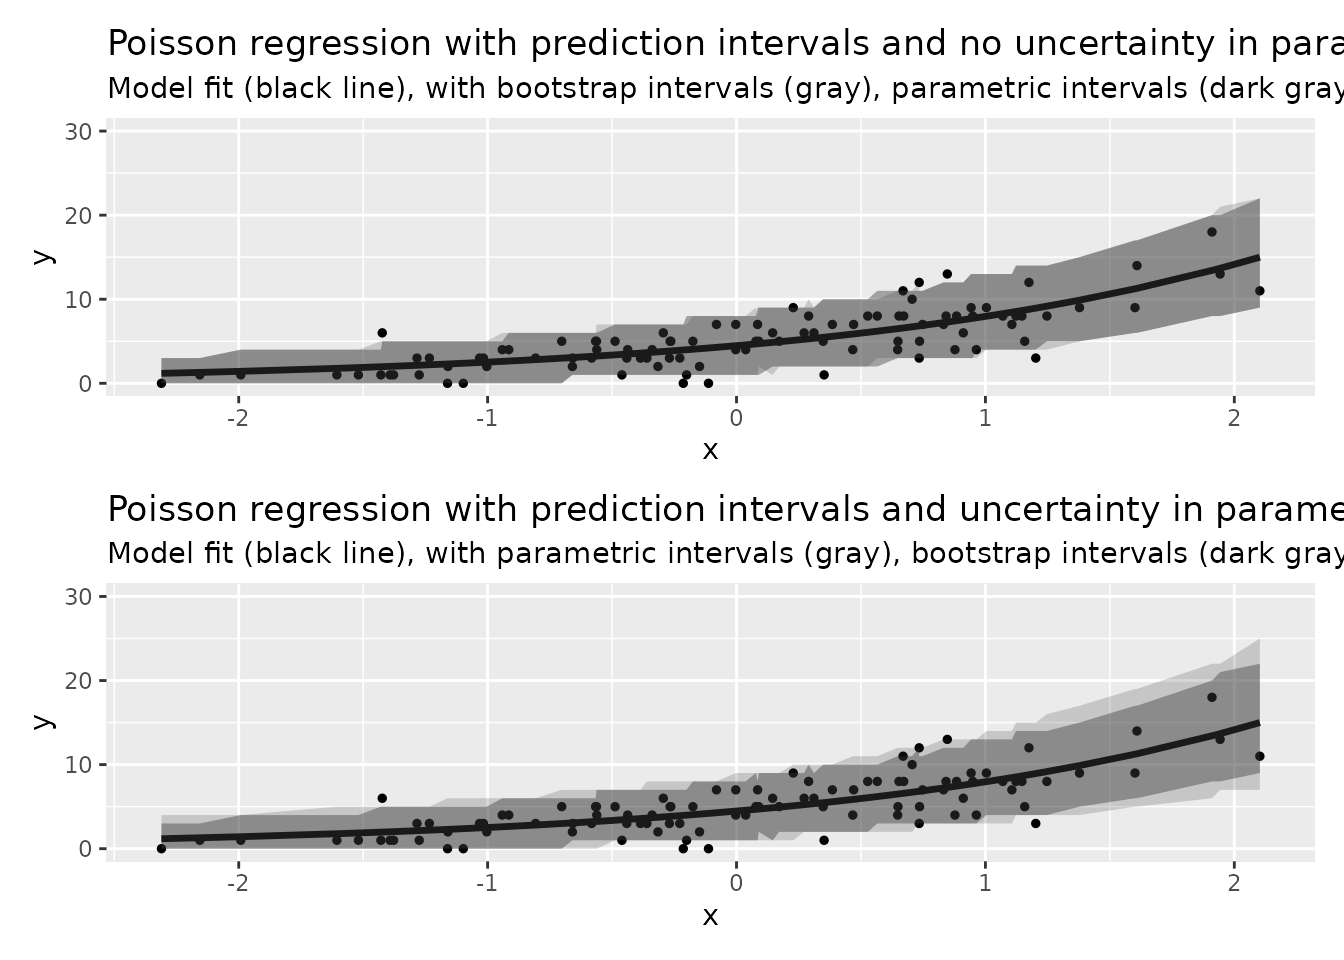 Poisson regression with prediction intervals and no uncertainty in para
Model fit (black line), with bootstrap intervals (gray), parametric intervals (dark gray
30
20
10
0
y
-2 -1 0 1 2
x
Poisson regression with prediction intervals and uncertainty in parame
Model fit (black line), with parametric intervals (gray), bootstrap intervals (dark gray
30
20
10
0
y
-2 -1 0 1 2
x